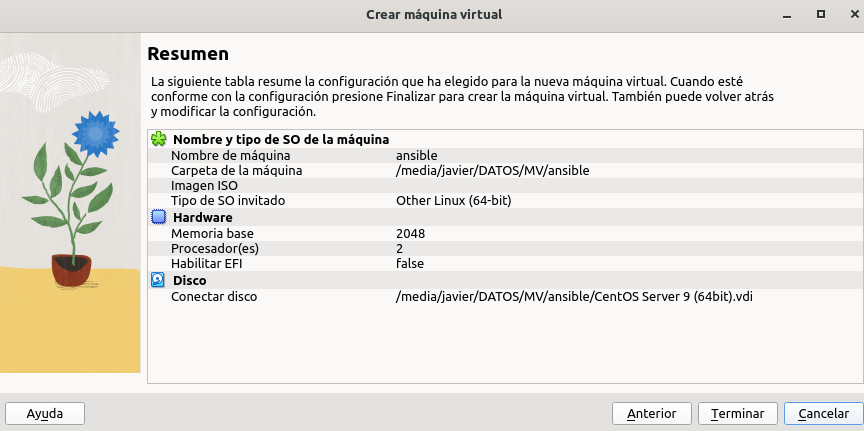 Crear máquina virtual
Resumen
La siguiente tabla resume la configuración que ha elegido para la nueva máquina virtual. Cuando esté
conforme con la configuración presione Finalizar para crear la máquina virtual. También puede volver atrás
y modificar la configuración.
Nombre y tipo de SO de la máquina
Nombre de máquina ansible
Carpeta de la máquina /media/javier/DATOS/MV/ansible
Imagen ISO
Tipo de SO invitado Other Linux (64-bit)
Hardware
Memoria base 2048
Procesador(es) 2
Habilitar EFI false
Disco
Conectar disco /media/javier/DATOS/MV/ansible/CentOS Server 9 (64bit).vdi
Ayuda Anterior Terminar Cancelar